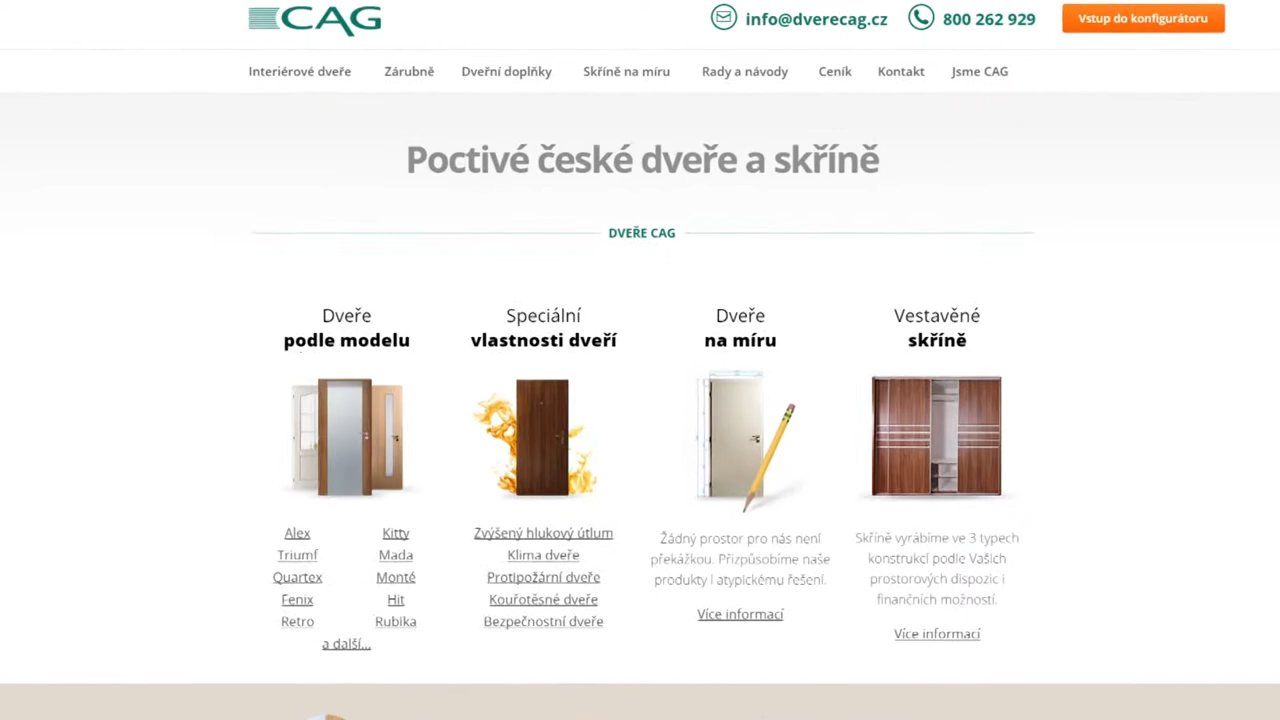 CAG
info@dverecag.cz
800 262 929
Vstup do konfigurátoru
Interiérové dveře
Zárubně
Dveřní doplňky
Skříně na míru
Rady a návody
Ceník
Kontakt
Jsme CAG
Poctivé české dveře a skříně
DVEŘE CAG
Dveře
podle modelu
Alex
Kitty
Triumf
Mada
Quartex
Monté
Fenix
Hit
Retro
Rubika
a další...
Speciální
vlastnosti dveří
Zvýšený hlukový útlum
Klima dveře
Protipožární dveře
Kouřotěsné dveře
Bezpečnostní dveře
Dveře
na míru
Žádný prostor pro nás není
překážkou. Přizpůsobíme naše
produkty i atypickému řešení.
Více informací
Vestavěné
skříně
Skříně vyrábíme ve 3 typech
konstrukcí podle Vašich
prostorových dispozic i
finančních možností.
Více informací